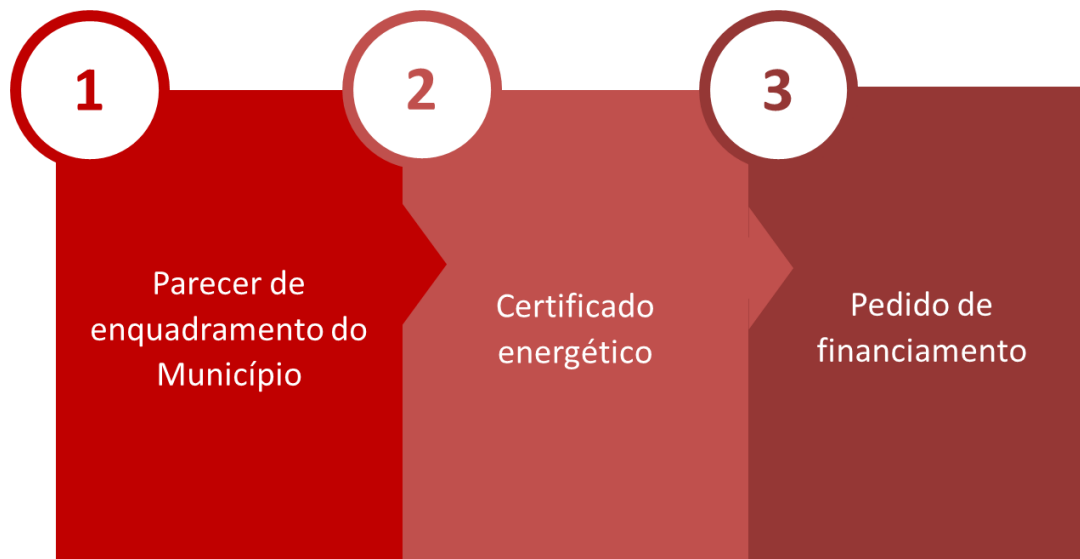 1
Parecer de
enquadramento do
Município
2
Certificado
energético
3
Pedido de
financiamento